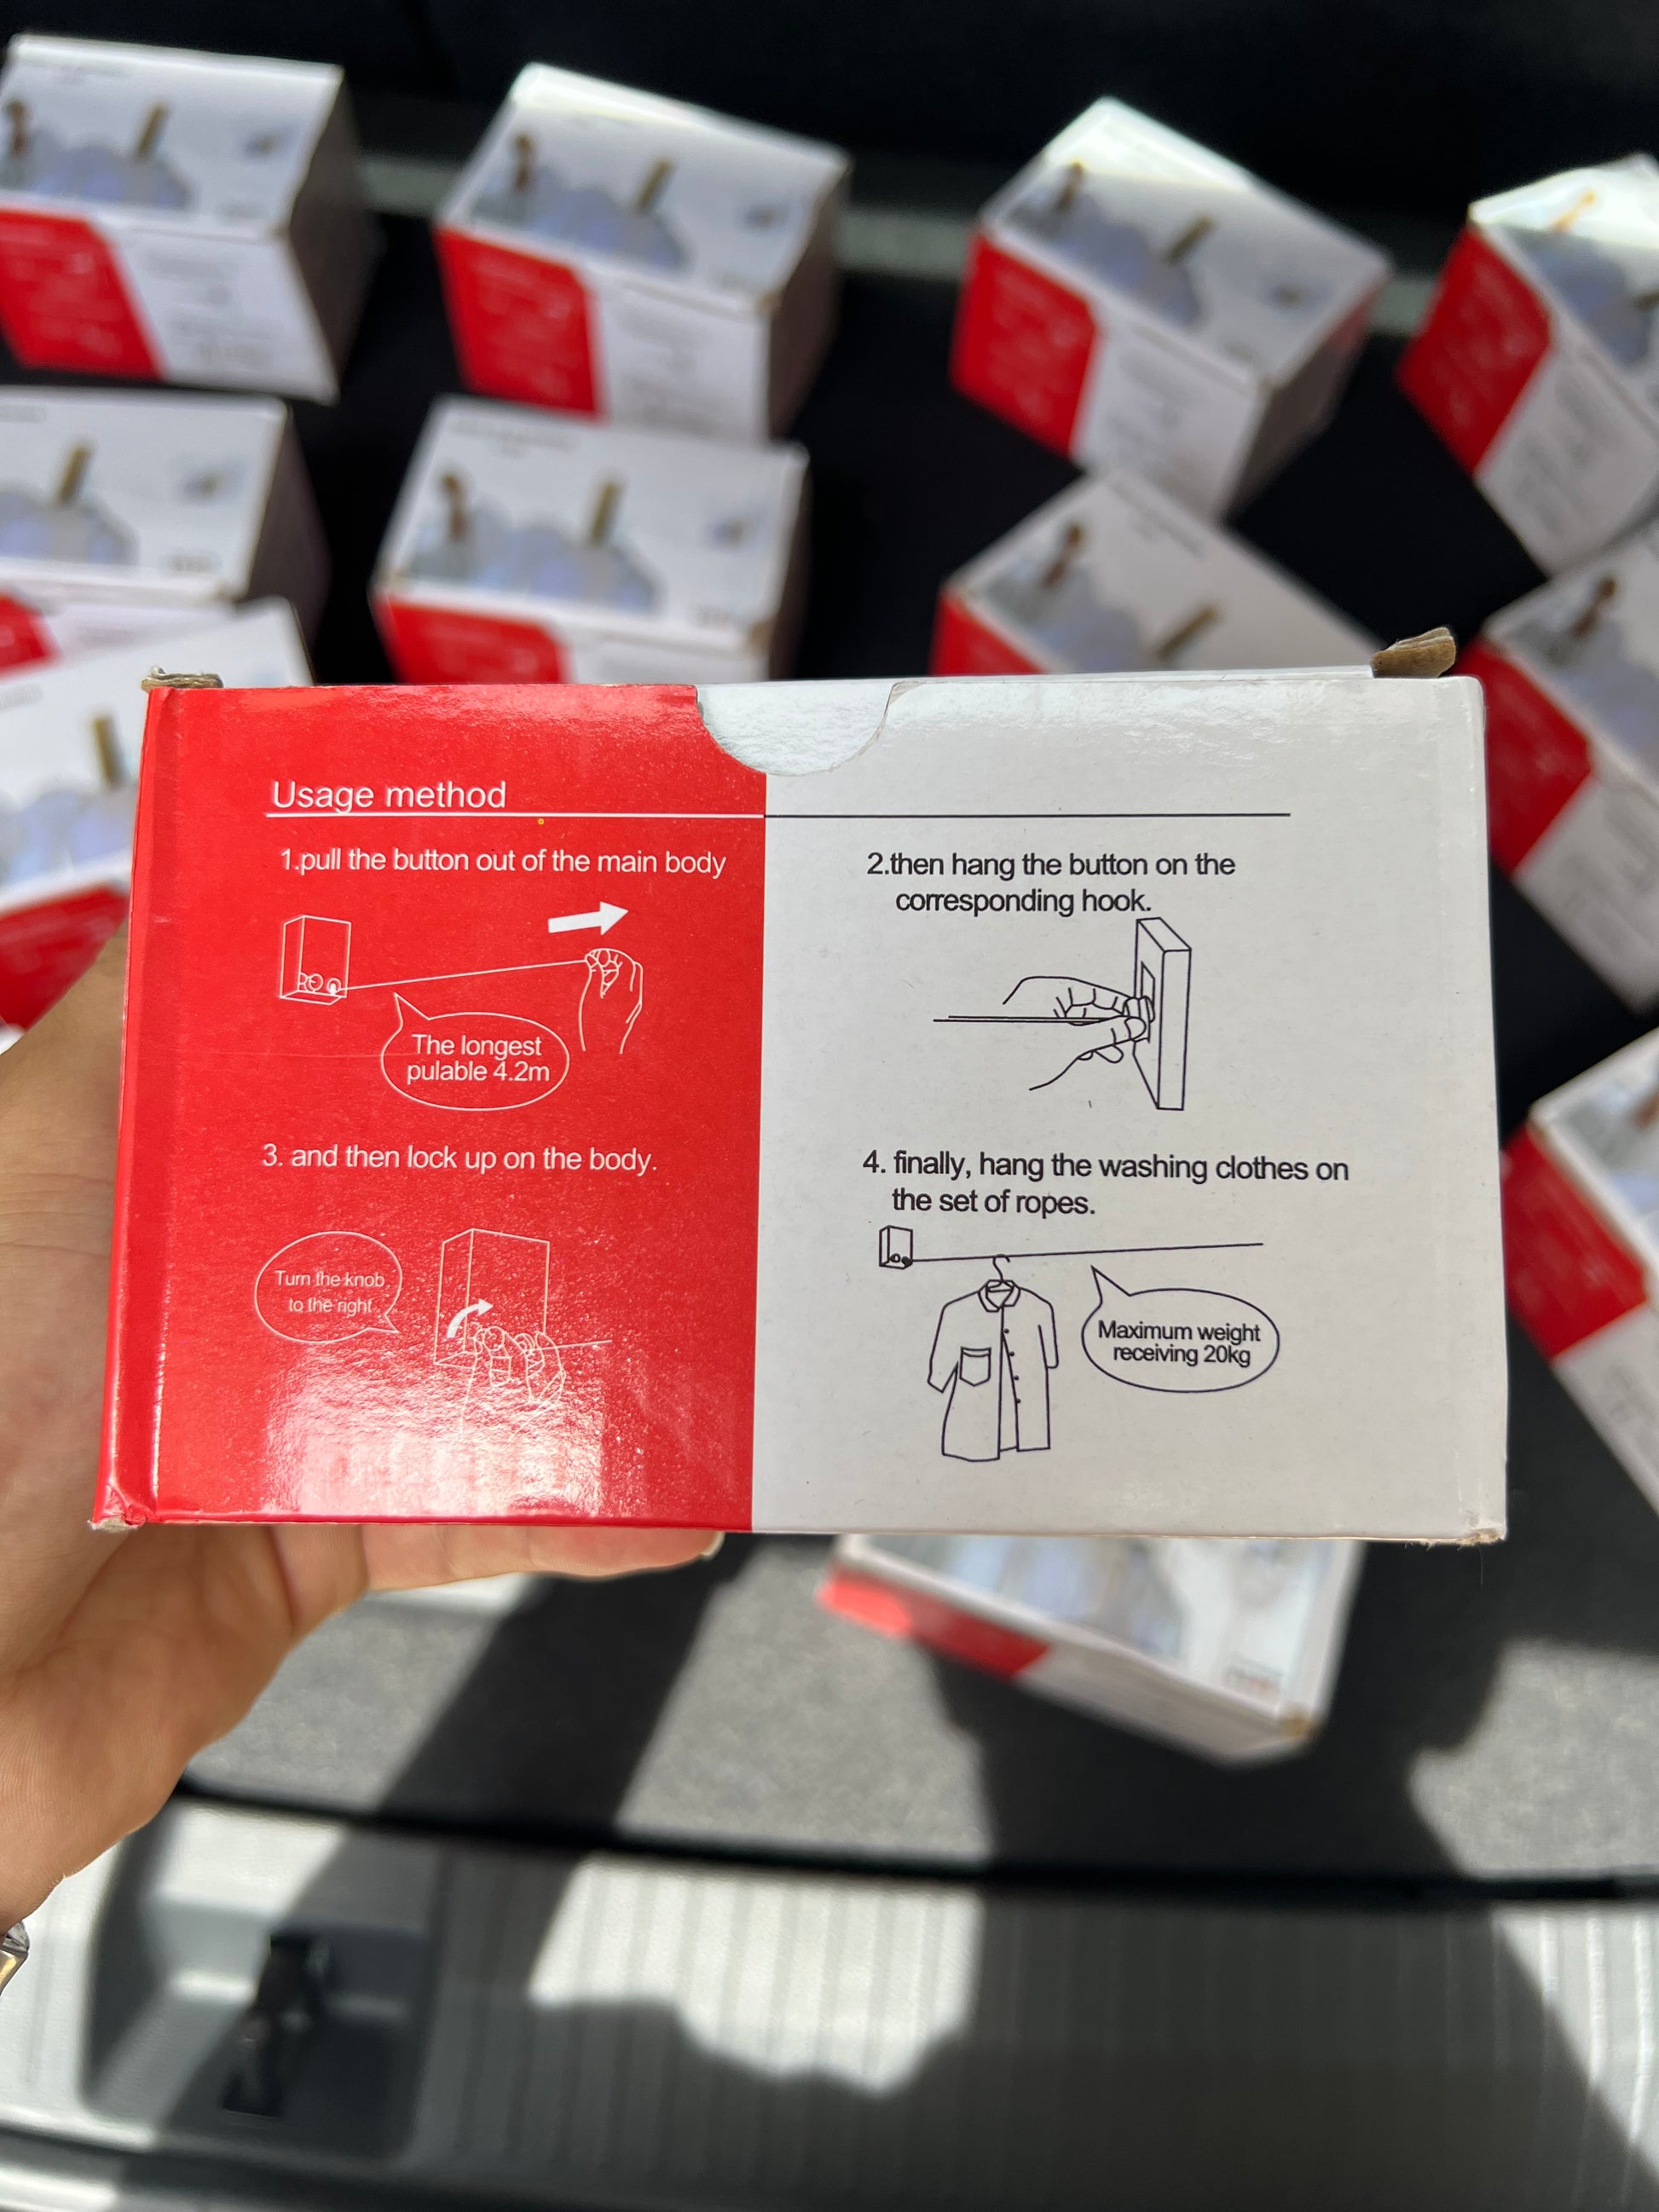 Usage method
1.pull the button out of the main body
The longest
pulable 4.2m
2.then hang the button on the
corresponding hook.
3. and then lock up on the body.
Turn the knob
to the right
4. finally, hang the washing clothes on
the set of ropes.
Maximum weight
receiving 20kg